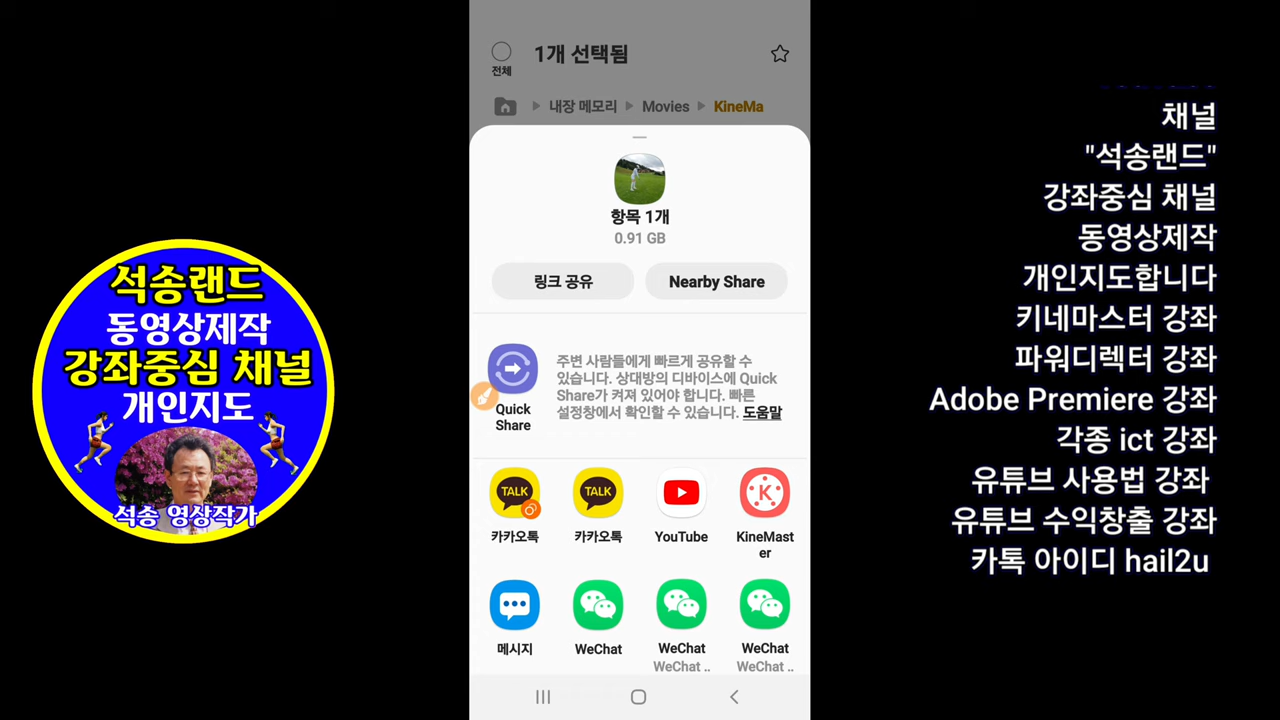 석송랜드
동영상제작
강좌중심 채널
개인지도
석송 영상작가
전체
1개 선택됨
내장 메모리
Movies
KineMa
항목 1개
0.91 GB
링크 공유
Nearby Share
Quick
Share
주변 사람들에게 빠르게 공유할 수
있습니다. 상대방의 디바이스에 Quick
Share가 켜져 있어야 합니다. 빠른
설정창에서 확인할 수 있습니다. 도움말
TALK
카카오톡
TALK
카카오톡
YouTube
K
KineMast
er
메시지
WeChat
WeChat
WeChat ..
WeChat
WeChat ..
채널
"석송랜드"
강좌중심 채널
동영상제작
개인지도합니다
키네마스터 강좌
파워디렉터 강좌
Adobe Premiere 강좌
각종 ict 강좌
유튜브 사용법 강좌
유튜브 수익창출 강좌
카톡 아이디 hail2u